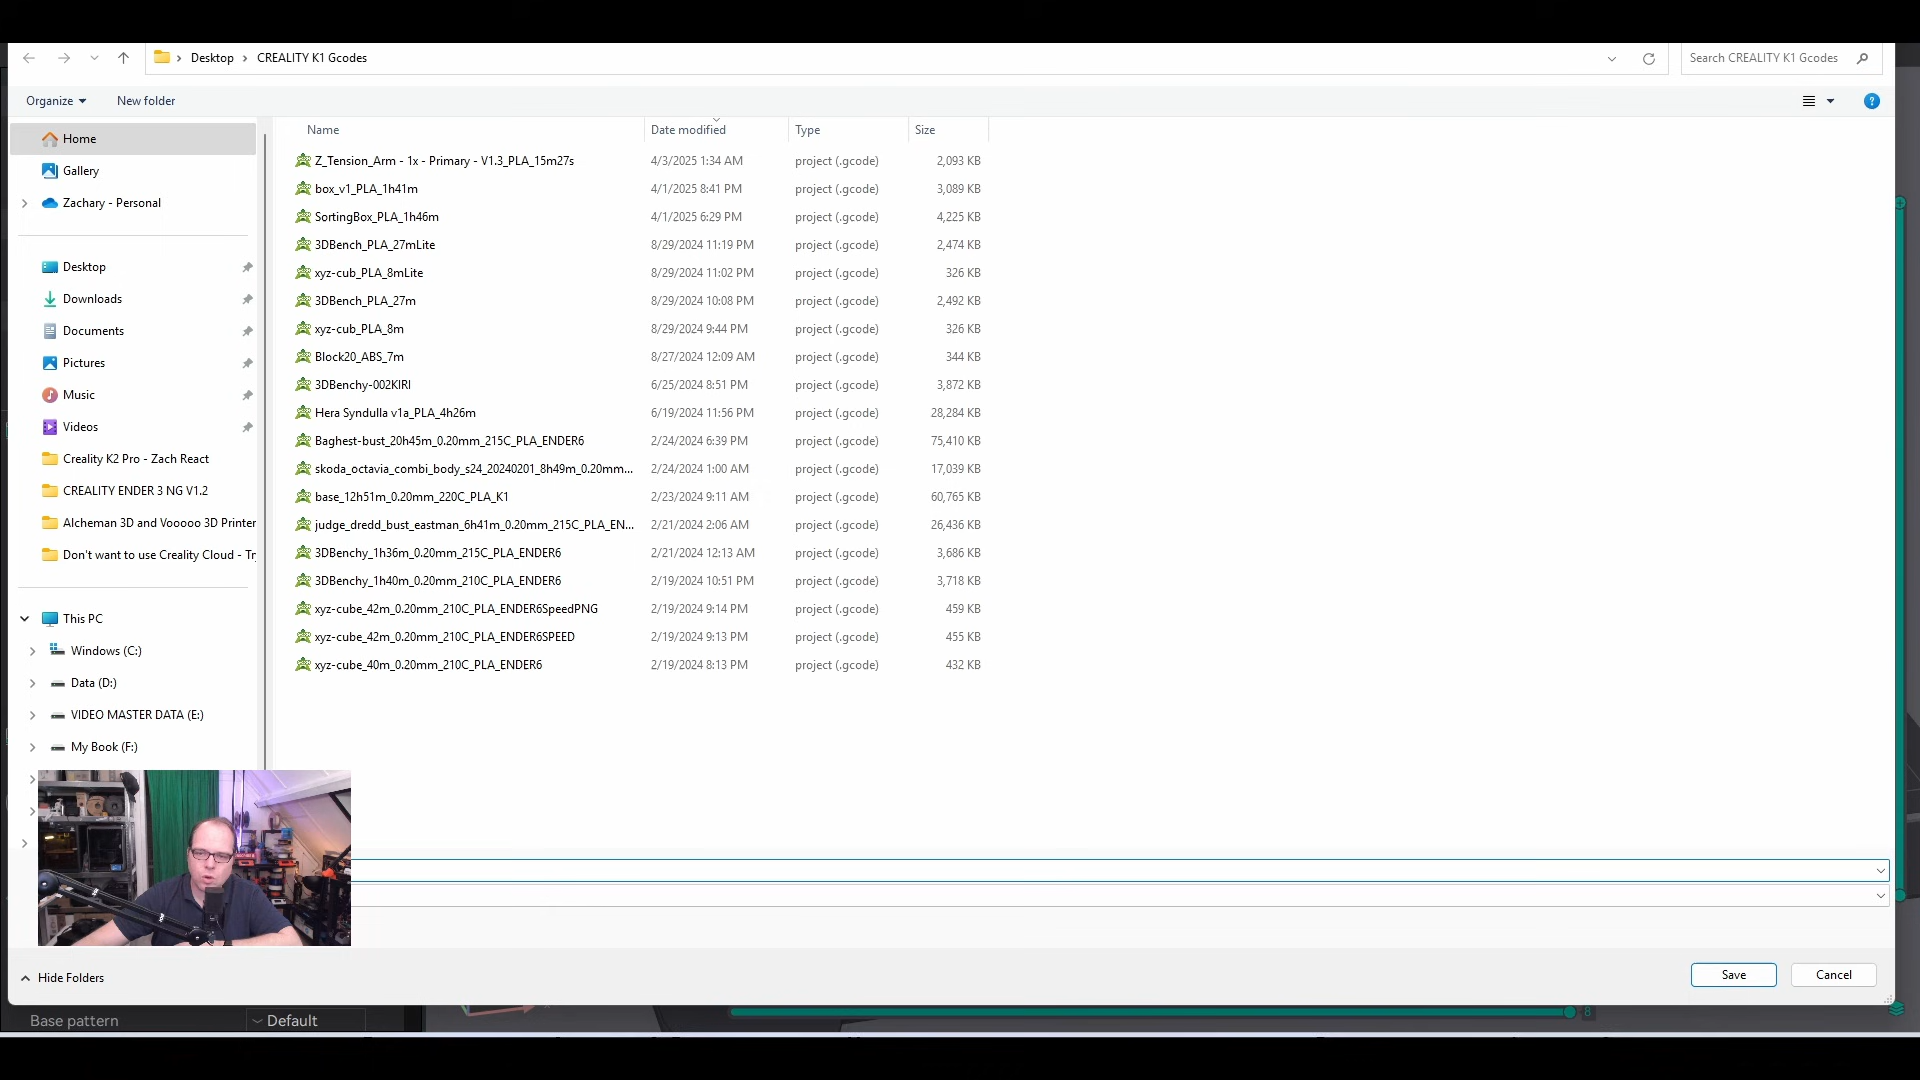 Desktop
CREALITY K1 Gcodes
Search CREALITY K1 Gcodes
Organize
New folder
?
Home
Gallery
Zachary - Personal
Desktop
Downloads
Documents
Pictures
Music
Videos
Creality K2 Pro - Zach React
CREALITY ENDER 3 NG V1.2
Alcheman 3D and Vooooo 3D Printer
Don't want to use Creality Cloud - Tr
This PC
Windows (C:)
Data (D:)
VIDEO MASTER DATA (E:)
My Book (F:)
Name Date modified Type Size
Z_Tension_Arm - 1x - Primary - V1.3_PLA_15m27s 4/3/2025 1:34 AM project (.gcode) 2,093 KB
box_v1_PLA_1h41m 4/1/2025 8:41 PM project (.gcode) 3,089 KB
SortingBox_PLA_1h46m 4/1/2025 6:29 PM project (.gcode) 4,225 KB
3DBench_PLA_27mLite 8/29/2024 11:19 PM project (.gcode) 2,474 KB
xyz-cub_PLA_8mLite 8/29/2024 11:02 PM project (.gcode) 326 KB
3DBench_PLA_27m 8/29/2024 10:08 PM project (.gcode) 2,492 KB
xyz-cub_PLA_8m 8/29/2024 9:44 PM project (.gcode) 326 KB
Block20_ABS_7m 8/27/2024 12:09 AM project (.gcode) 344 KB
3DBenchy-002KIRI 6/25/2024 8:51 PM project (.gcode) 3,872 KB
Hera Syndulla v1a_PLA_4h26m 6/19/2024 11:56 PM project (.gcode) 28,284 KB
Baghest-bust_20h45m_0.20mm_215C_PLA_ENDER6 2/24/2024 6:39 PM project (.gcode) 75,410 KB
skoda_octavia_combi_body_s24_20240201_8h49m_0.20mm... 2/24/2024 1:00 AM project (.gcode) 17,039 KB
base_12h51m_0.20mm_220C_PLA_K1 2/23/2024 9:11 AM project (.gcode) 60,765 KB
judge_dredd_bust_eastman_6h41m_0.20mm_215C_PLA_EN... 2/21/2024 2:06 AM project (.gcode) 26,436 KB
3DBenchy_1h36m_0.20mm_215C_PLA_ENDER6 2/21/2024 12:13 AM project (.gcode) 3,686 KB
3DBenchy_1h40m_0.20mm_210C_PLA_ENDER6 2/19/2024 10:51 PM project (.gcode) 3,718 KB
xyz-cube_42m_0.20mm_210C_PLA_ENDER6SpeedPNG 2/19/2024 9:14 PM project (.gcode) 459 KB
xyz-cube_42m_0.20mm_210C_PLA_ENDER6SPEED 2/19/2024 9:13 PM project (.gcode) 455 KB
xyz-cube_40m_0.20mm_210C_PLA_ENDER6 2/19/2024 8:13 PM project (.gcode) 432 KB
Hide Folders
Save
Cancel
Base pattern
Default
8